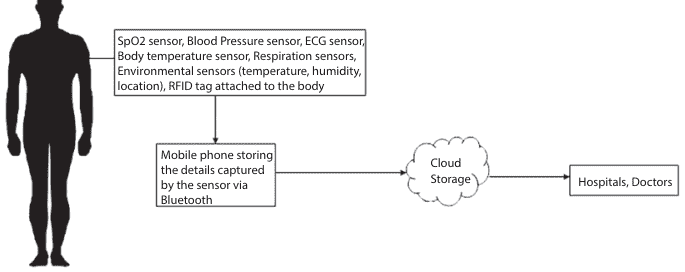 SpO2 sensor, Blood Pressure sensor, ECG sensor,
Body temperature sensor, Respiration sensors,
Environmental sensors (temperature, humidity,
location), RFID tag attached to the body
Mobile phone storing
the details captured
by the sensor via
Bluetooth
Cloud
Storage
Hospitals, Doctors